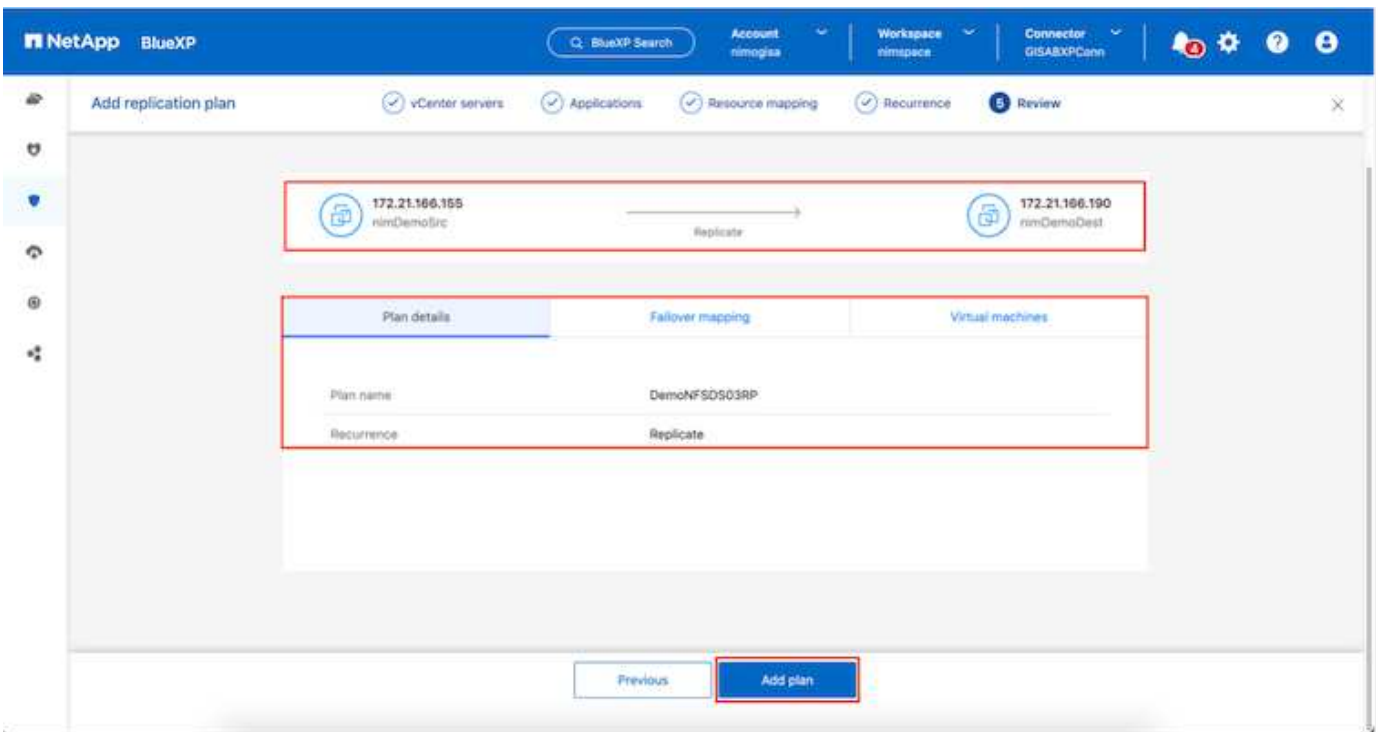 NetApp BlueXP
BlueXP Search
Account
nimogisa
Workspace
nimspace
Connector
GISABXPConn
4
Add replication plan
vCenter servers
Applications
Resource mapping
Recurrence
5 Review
172.21.166.155
nimDemoSrc
Replicate
172.21.166.190
nimDemoDest
Plan details
Failover mapping
Virtual machines
Plan name DemoNFSDS03RP
Recurrence Replicate
Previous
Add plan